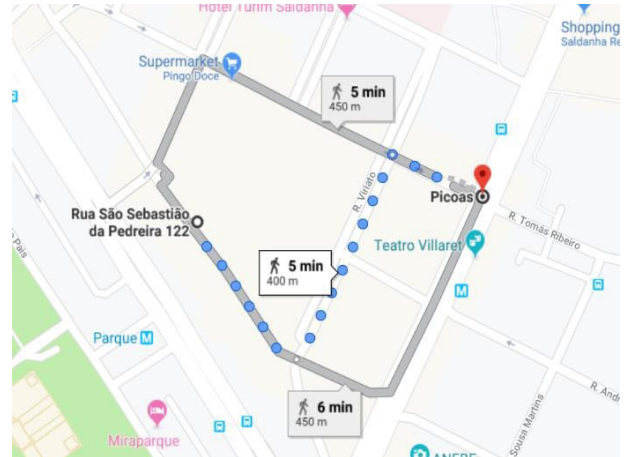 Hotel Turim Saldanha
Shopping
Saldanha Re
Supermarket
Pingo Doce
5 min
450 m
R. Viriato
Picoas
Rua São Sebastião
da Pedreira 122
R. Tomás Ribeiro
Teatro Villaret
5 min
400 m
M
Parque M
6 min
450 m
R. Andr
Sousa Martins
Miraparque